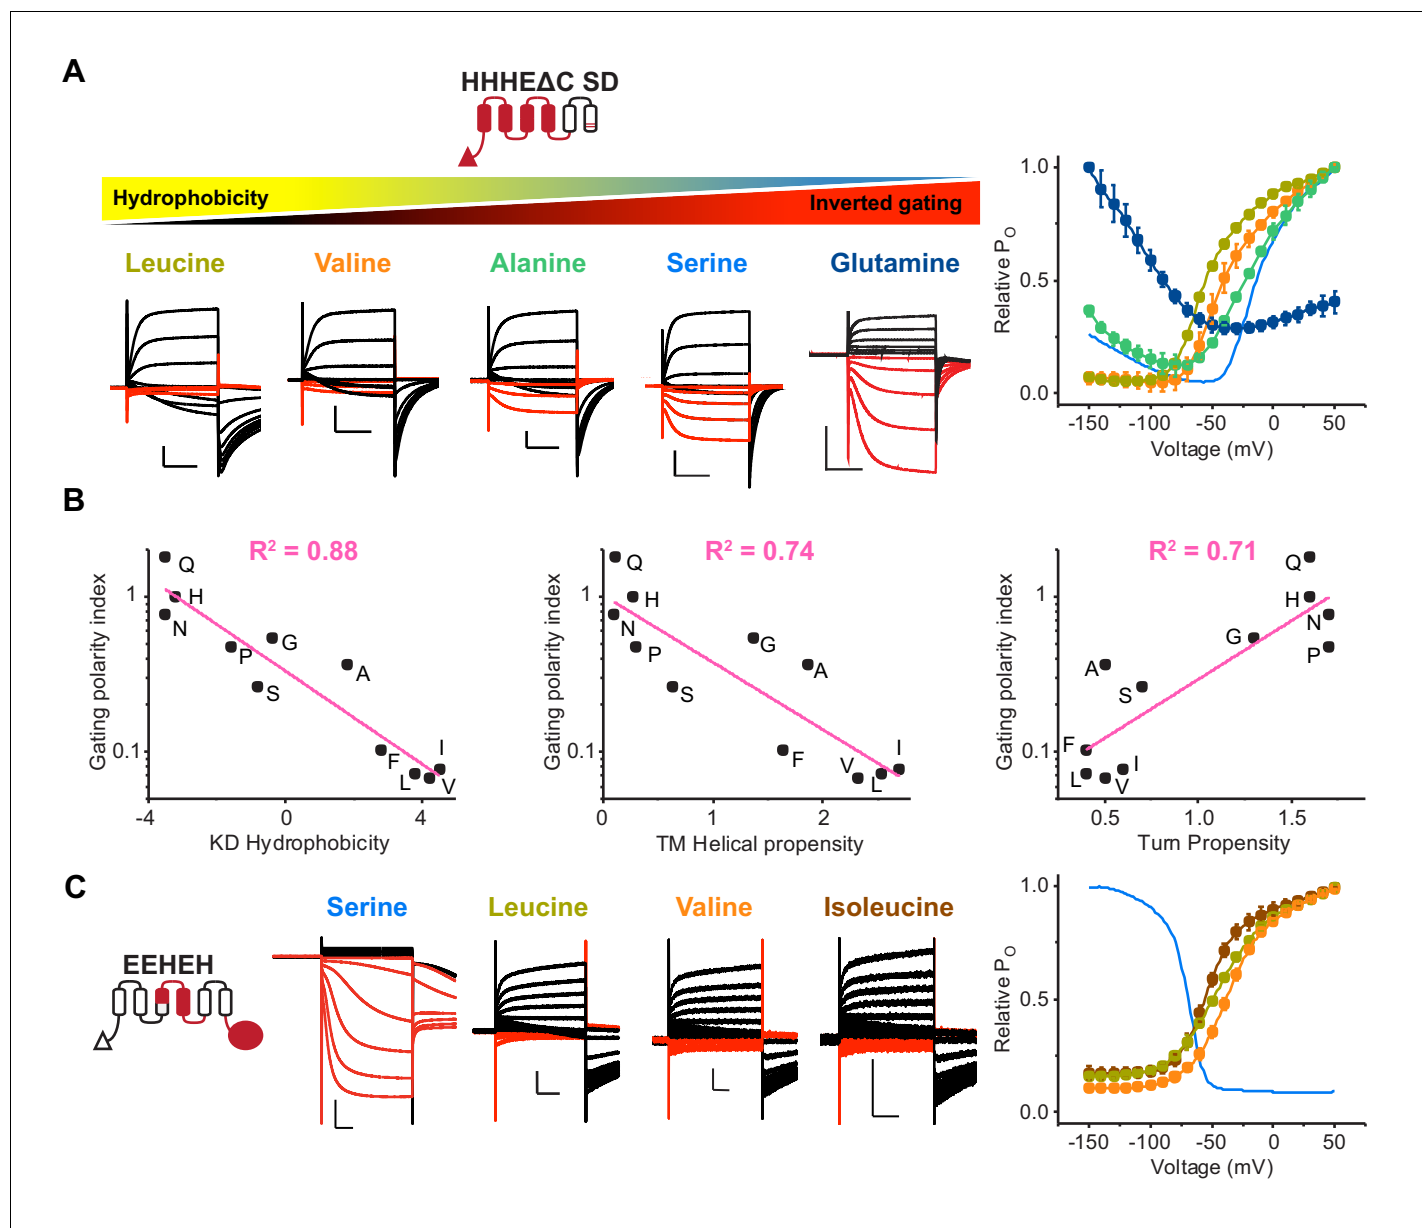 A
HHHEΔC SD
Hydrophobicity
Inverted gating
Leucine
Valine
Alanine
Serine
Glutamine
Relative PO
1.0
0.5
0.0
-150
-100
-50
0
50
Voltage (mV)
B
Gating polarity index
1
0.1
R² = 0.88
Q
H
N
P
G
S
A
F
I
L
V
-4
0
4
KD Hydrophobicity
Gating polarity index
1
0.1
R² = 0.74
Q
H
N
P
G
S
A
F
I
V
L
0
1
2
TM Helical propensity
Gating polarity index
1
0.1
R² = 0.71
Q
H
N
G
P
A
S
F
I
L
V
0.5
1.0
1.5
Turn Propensity
C
EEHEH
Serine
Leucine
Valine
Isoleucine
Relative PO
1.0
0.5
0.0
-150
-100
-50
0
50
Voltage (mV)